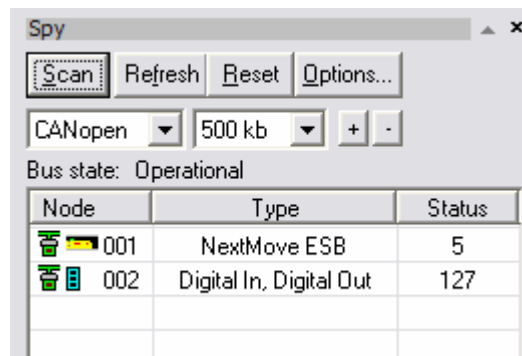 Spy
Scan Refresh Reset Options...
CANopen 500 kb + -
Bus state: Operational
Node Type Status
001 NextMove ESB 5
002 Digital In, Digital Out 127